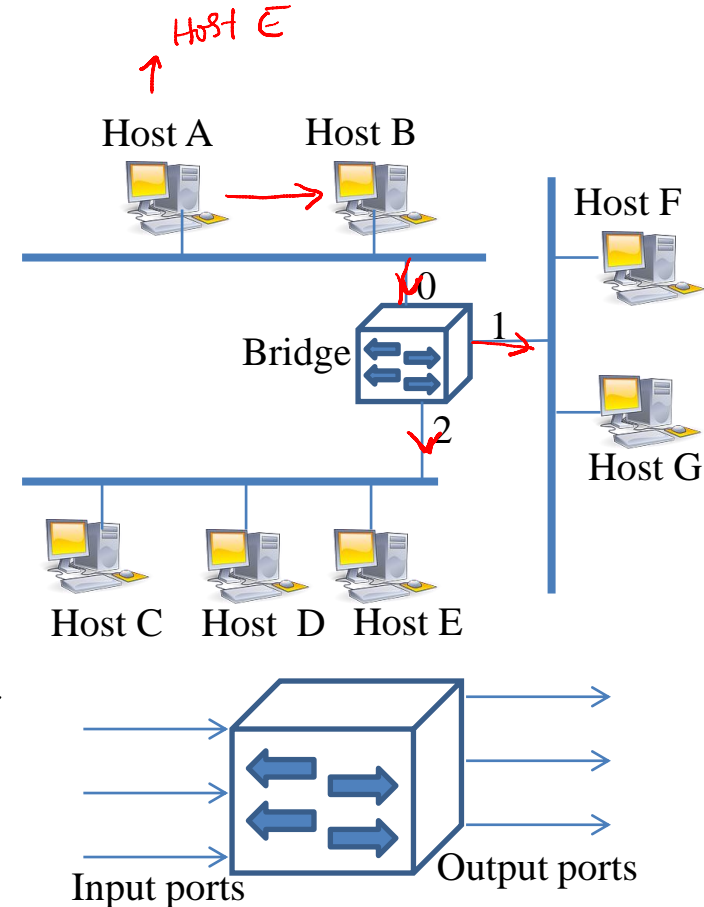 Host E
Host A Host B
Host F
0
1
Bridge
2
Host G
Host C Host D Host E
Input ports
Output ports